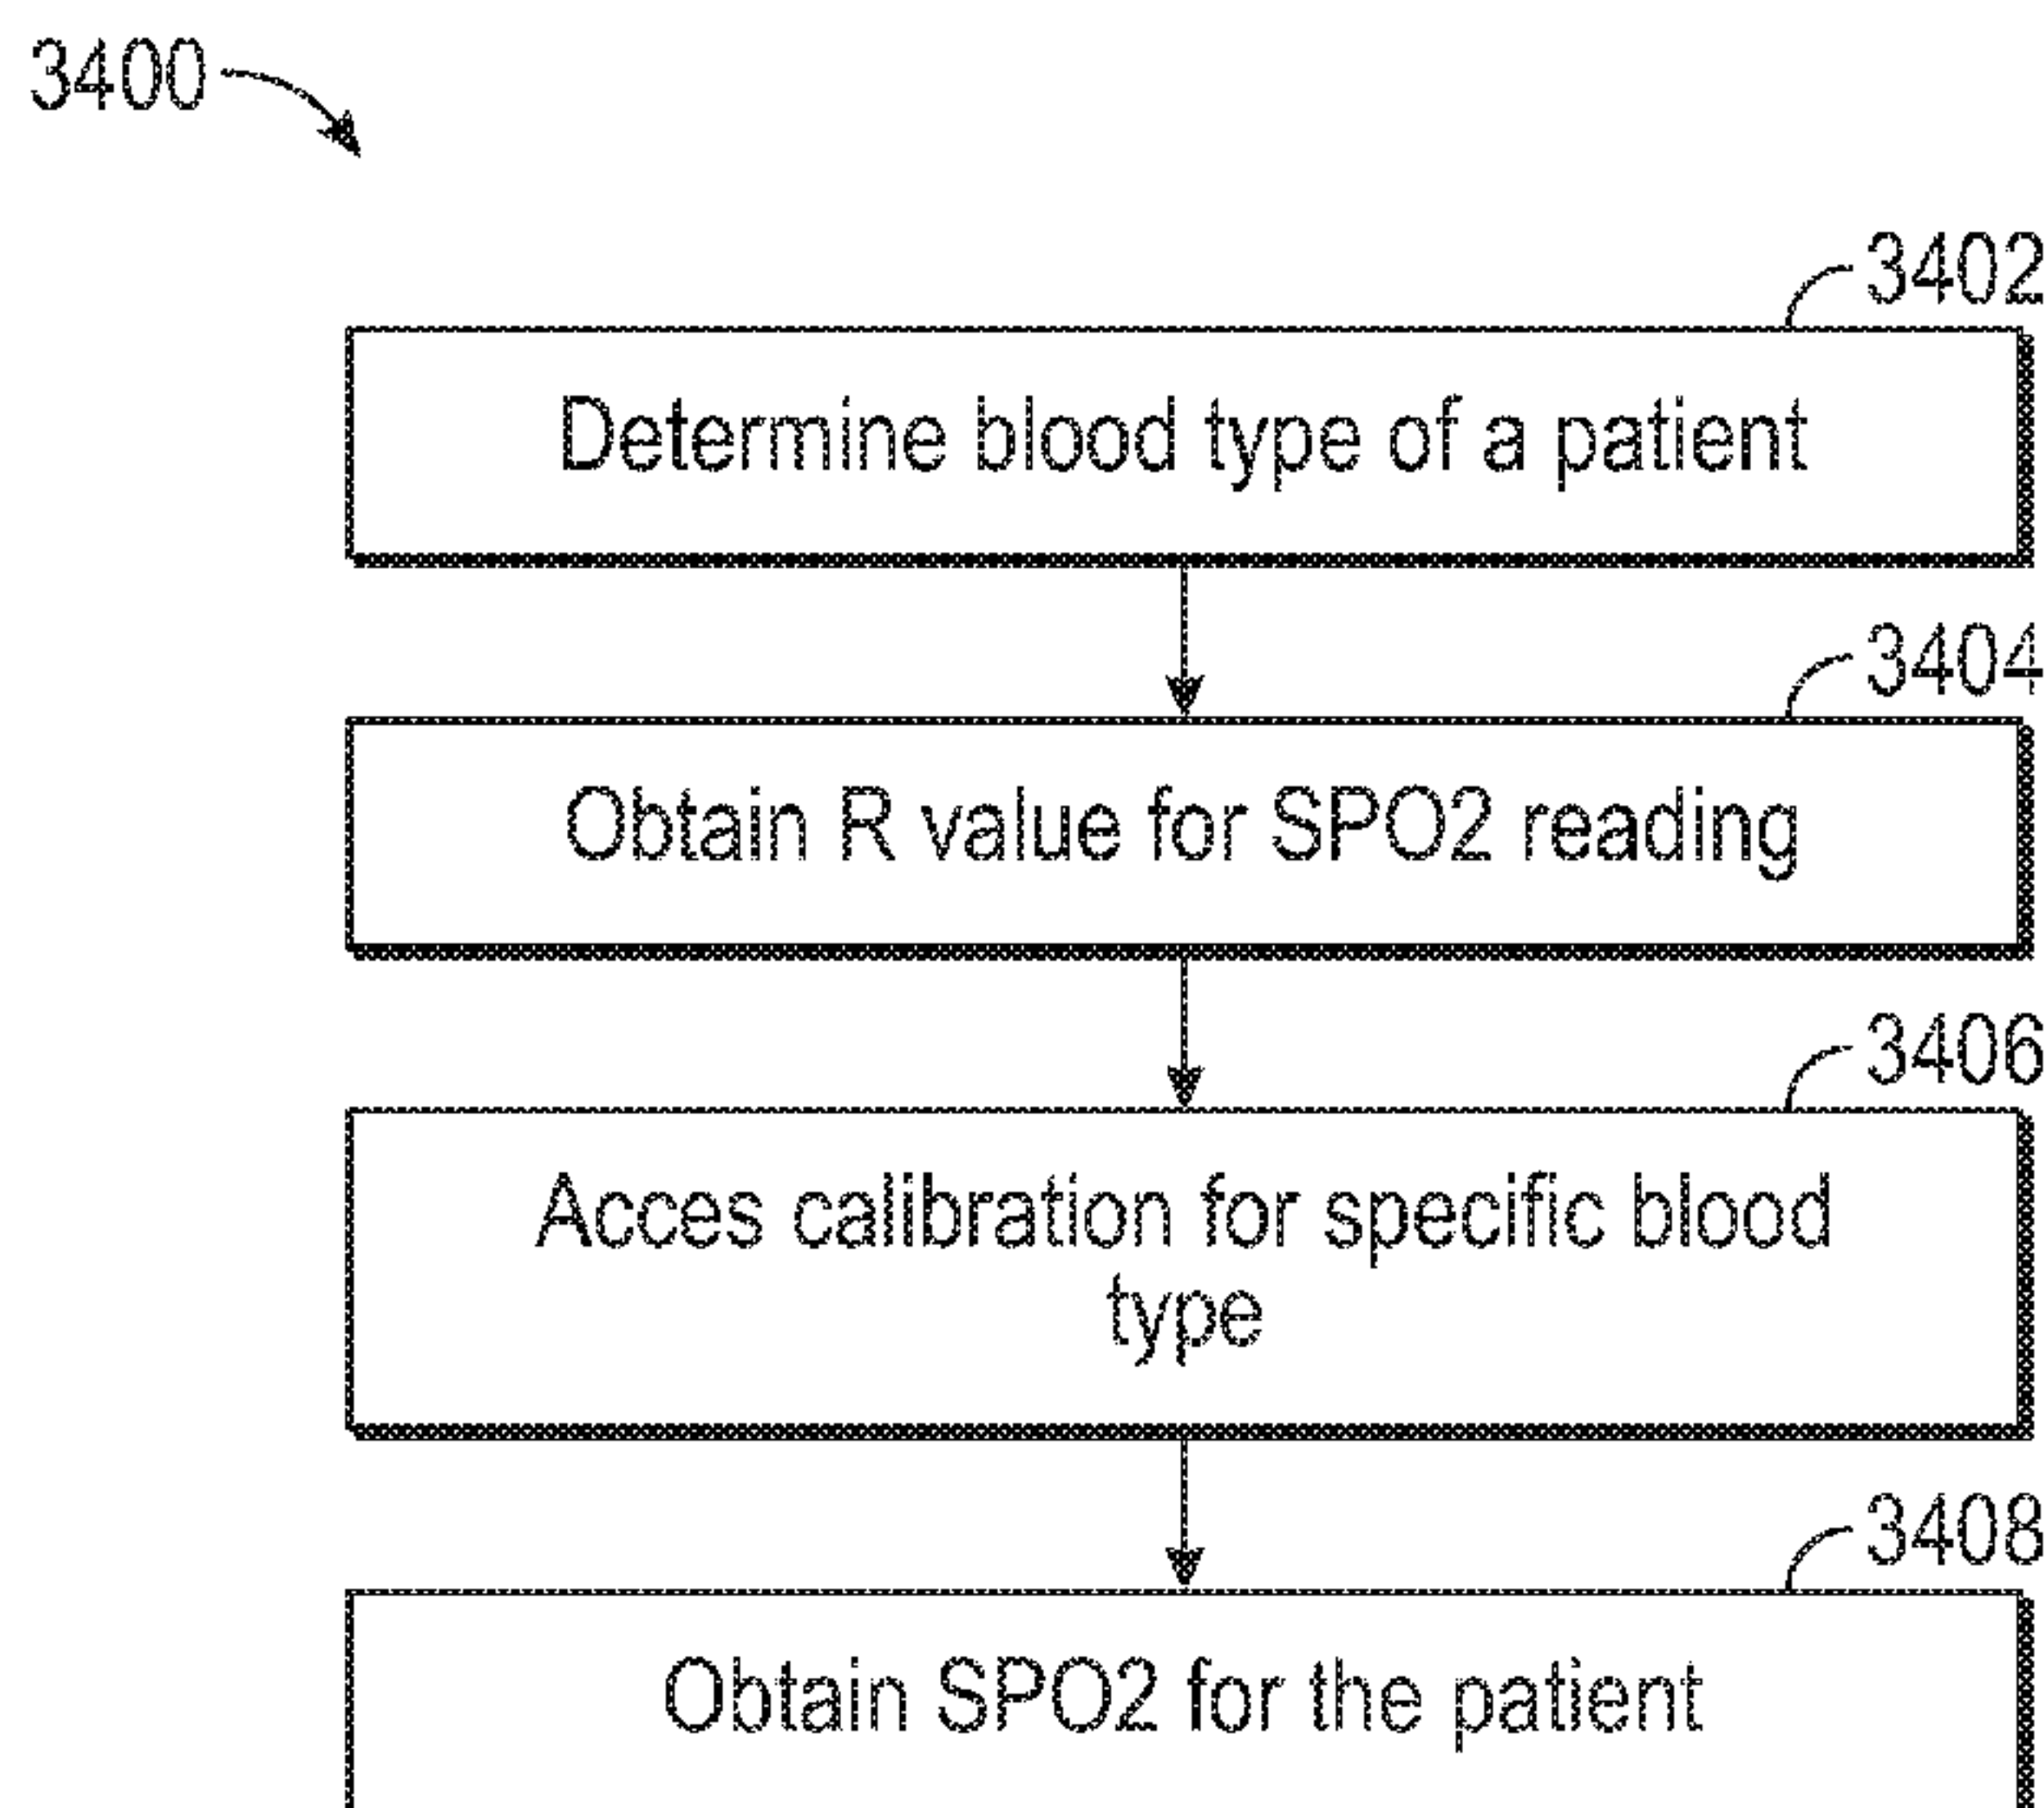 3400
3402
Determine blood type of a patient
3404
Obtain R value for SPO2 reading
3406
Acces calibration for specific blood
type
3408
Obtain SPO2 for the patient